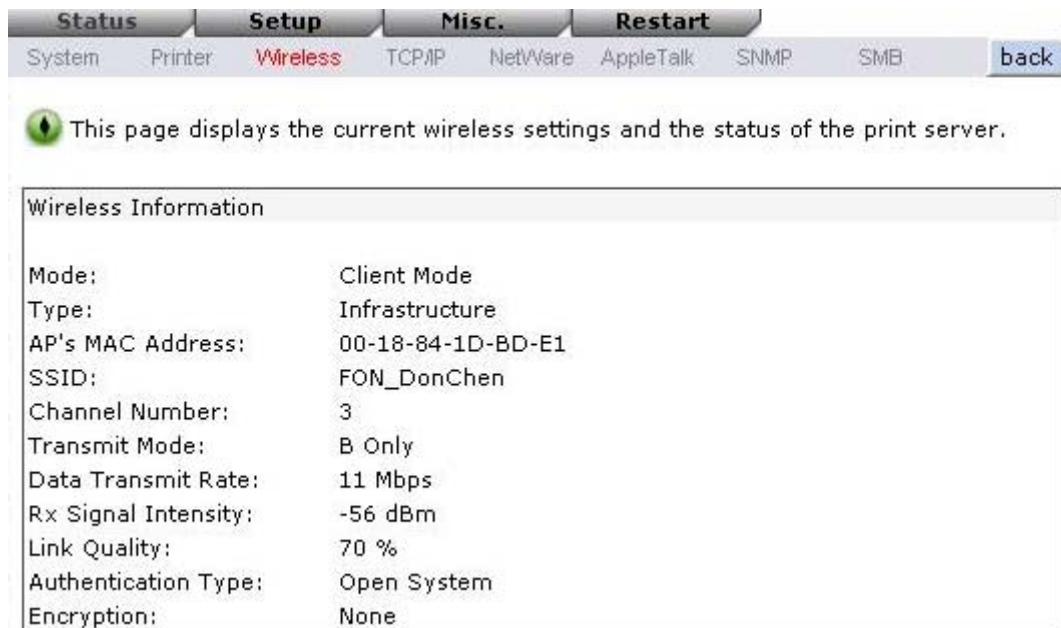 Status Setup Misc. Restart
System Printer Wireless TCP/IP NetWare AppleTalk SNMP SMB back
This page displays the current wireless settings and the status of the print server.
Wireless Information
Mode: Client Mode
Type: Infrastructure
AP's MAC Address: 00-18-84-1D-BD-E1
SSID: FON_DonChen
Channel Number: 3
Transmit Mode: B Only
Data Transmit Rate: 11 Mbps
Rx Signal Intensity: -56 dBm
Link Quality: 70 %
Authentication Type: Open System
Encryption: None